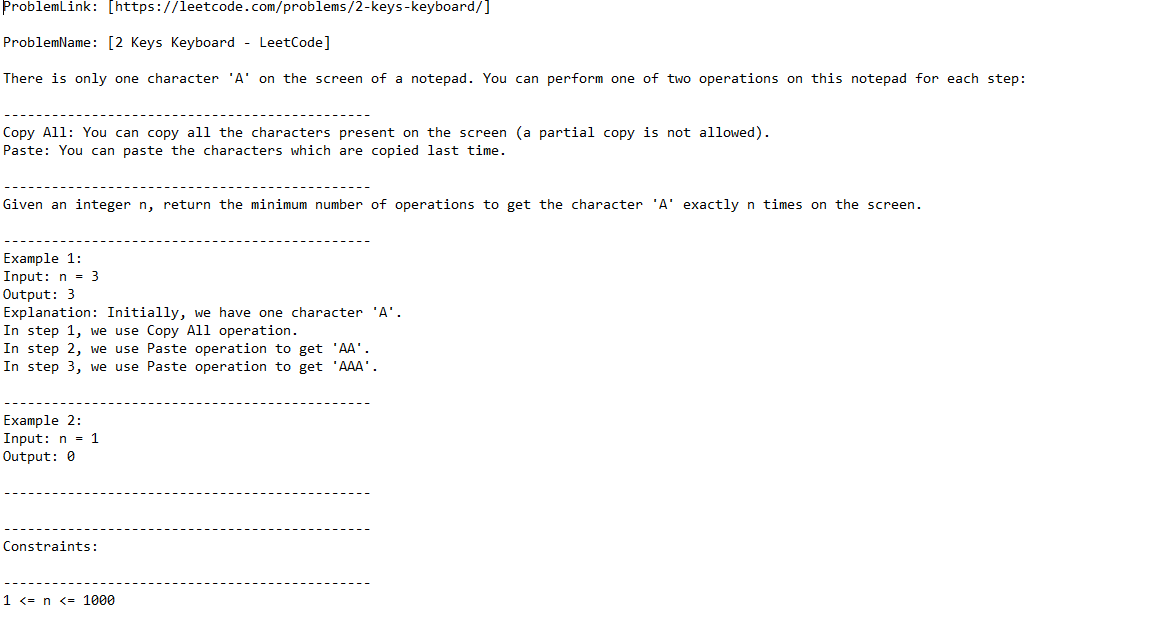 ProblemLink: [https://leetcode.com/problems/2-keys-keyboard/]
ProblemName: [2 Keys Keyboard - LeetCode]
There is only one character 'A' on the screen of a notepad. You can perform one of two operations on this notepad for each step:
----------------------------------------------
Copy All: You can copy all the characters present on the screen (a partial copy is not allowed).
Paste: You can paste the characters which are copied last time.
----------------------------------------------
Given an integer n, return the minimum number of operations to get the character 'A' exactly n times on the screen.
----------------------------------------------
Example 1:
Input: n = 3
Output: 3
Explanation: Initially, we have one character 'A'.
In step 1, we use Copy All operation.
In step 2, we use Paste operation to get 'AA'.
In step 3, we use Paste operation to get 'AAA'.
----------------------------------------------
Example 2:
Input: n = 1
Output: 0
----------------------------------------------
----------------------------------------------
Constraints:
----------------------------------------------
1 <= n <= 1000